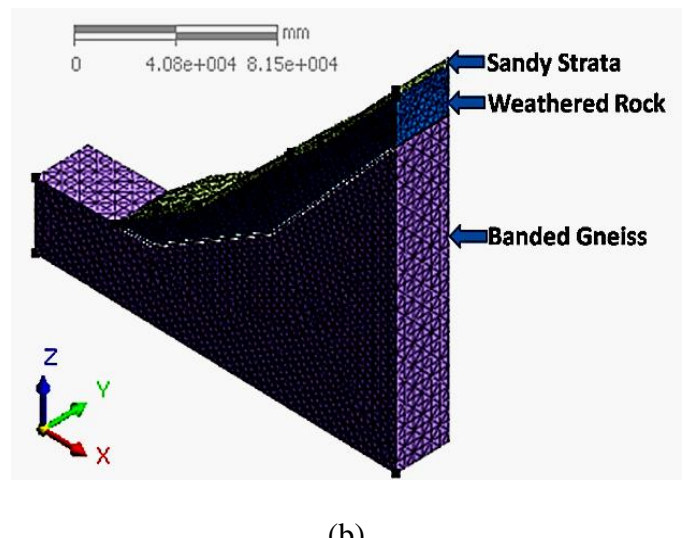 mm
0 4.08e+004 8.15e+004
Sandy Strata
Weathered Rock
Banded Gneiss
Z
Y
X
(b)